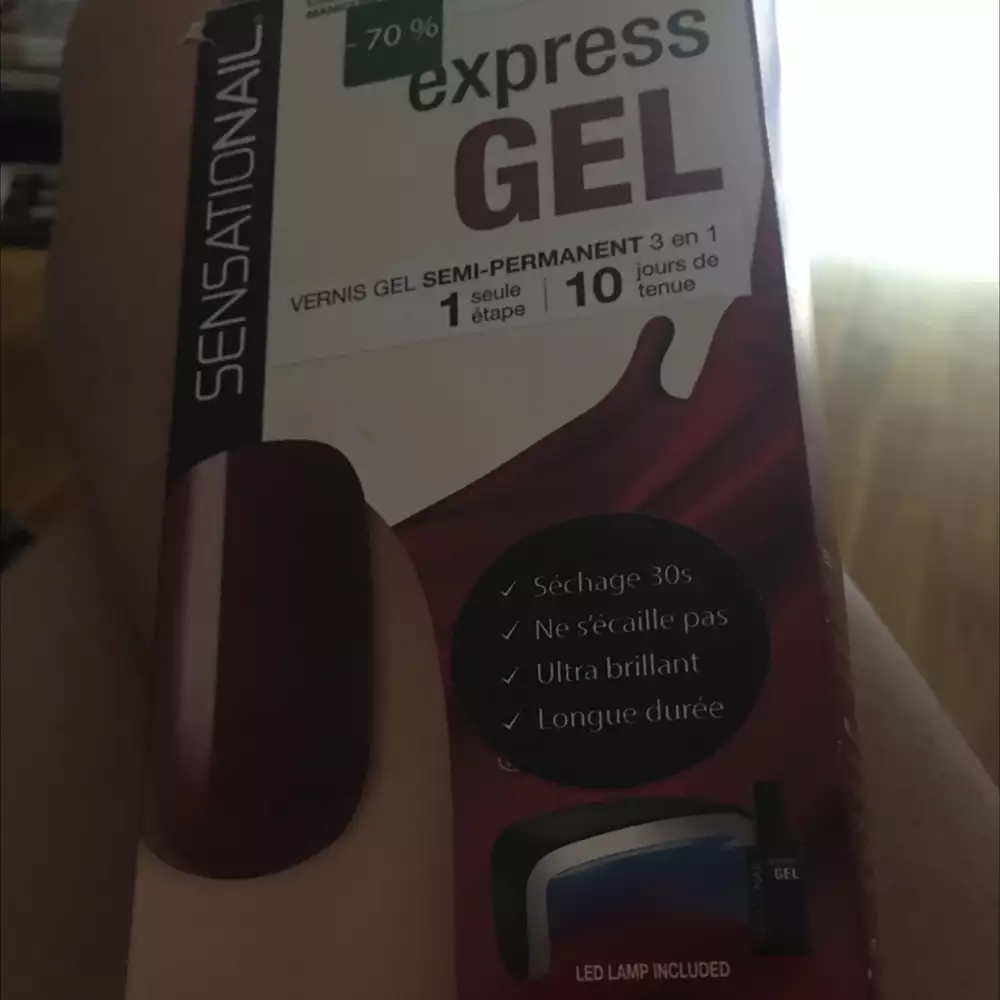 - 70 %
express
GEL
SENSATIONAIL
VERNIS GEL SEMI-PERMANENT 3 en 1
1 seule étape | 10 jours de tenue
✓ Séchage 30s
✓ Ne s'écaille pas
✓ Ultra brillant
✓ Longue durée
GEL
LED LAMP INCLUDED